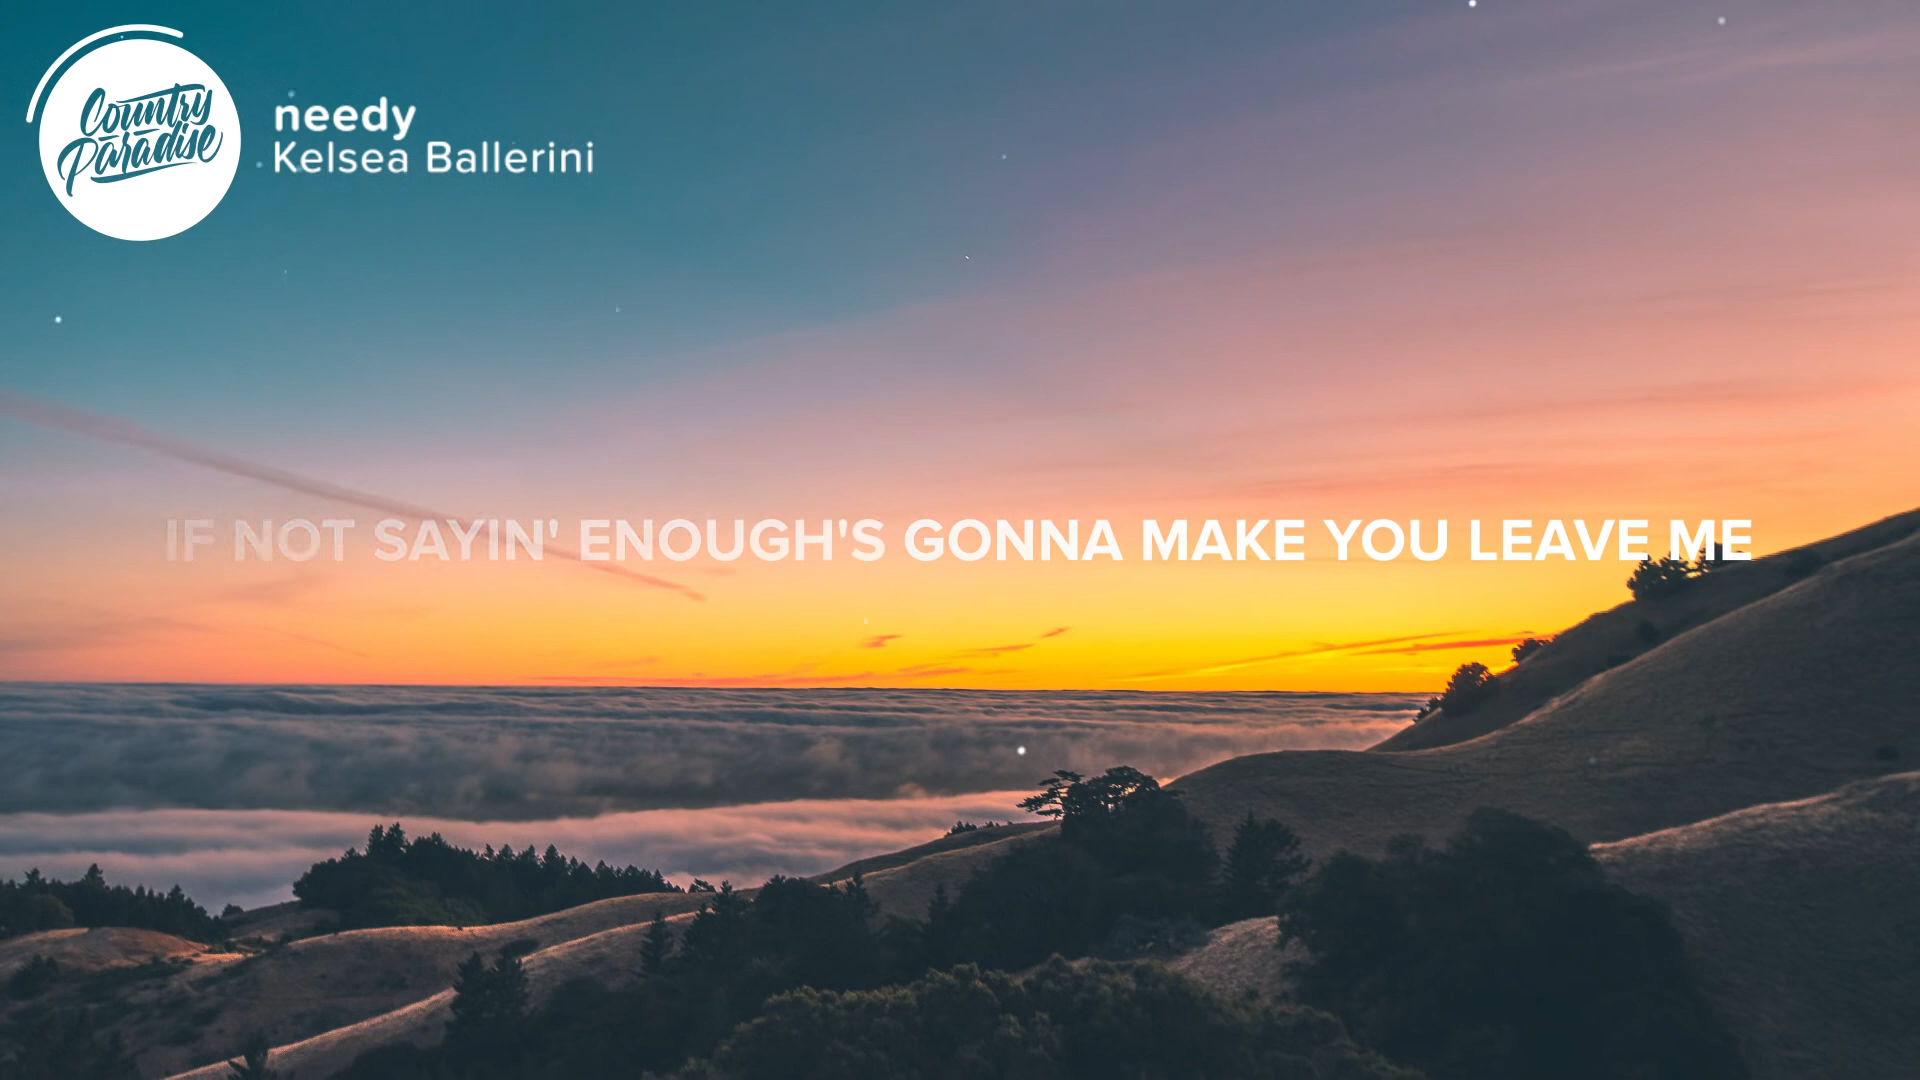 Country
Paradise
needy
Kelsea Ballerini
IF NOT SAYIN' ENOUGH'S GONNA MAKE YOU LEAVE ME